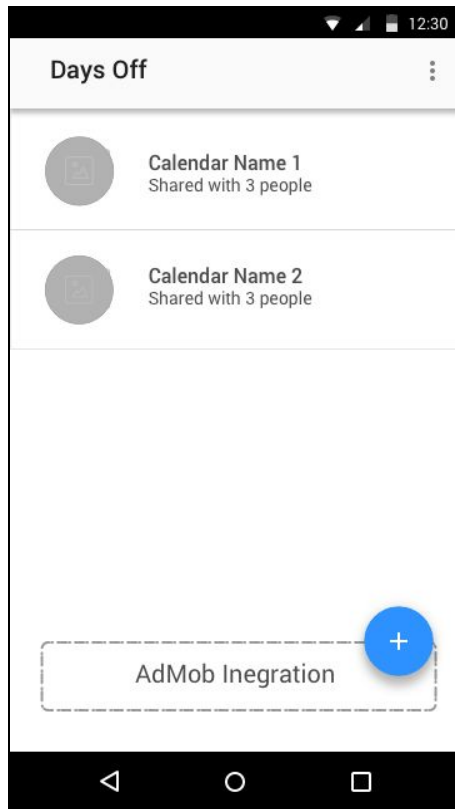 12:30
Days Off
Calendar Name 1
Shared with 3 people
Calendar Name 2
Shared with 3 people
+
AdMob Inegration